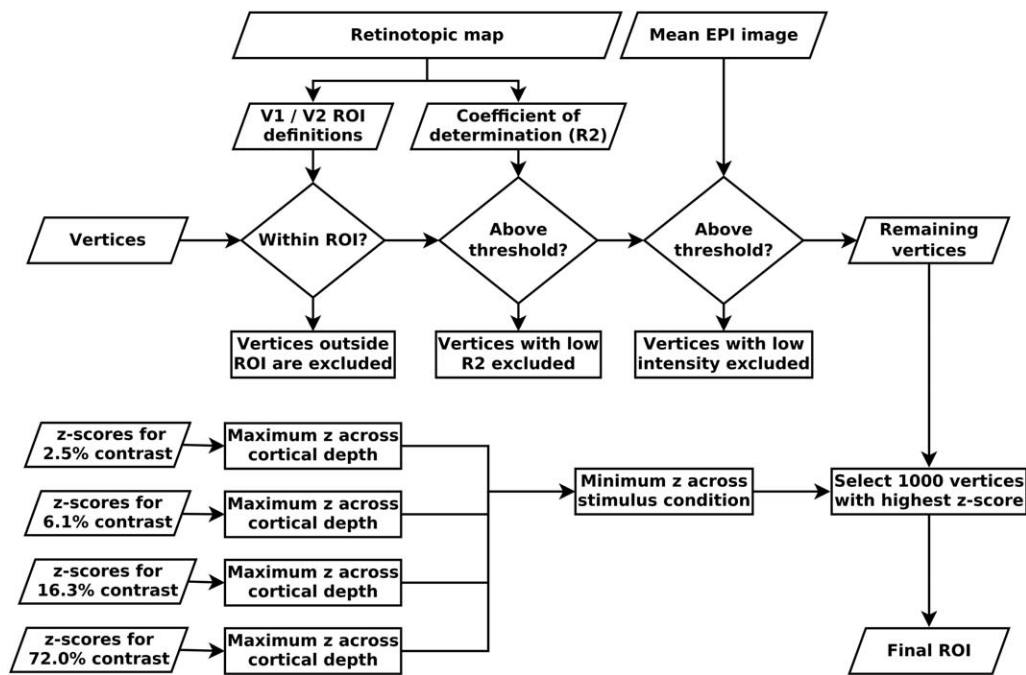 Retinotopic map
Mean EPI image
V1 / V2 ROI
definitions
Coefficient of
determination (R2)
Vertices
Within ROI?
Above
threshold?
Above
threshold?
Remaining
vertices
Vertices outside
ROI are excluded
Vertices with low
R2 excluded
Vertices with low
intensity excluded
z-scores for
2.5% contrast
Maximum z across
cortical depth
z-scores for
6.1% contrast
Maximum z across
cortical depth
z-scores for
16.3% contrast
Maximum z across
cortical depth
z-scores for
72.0% contrast
Maximum z across
cortical depth
Minimum z across
stimulus condition
Select 1000 vertices
with highest z-score
Final ROI